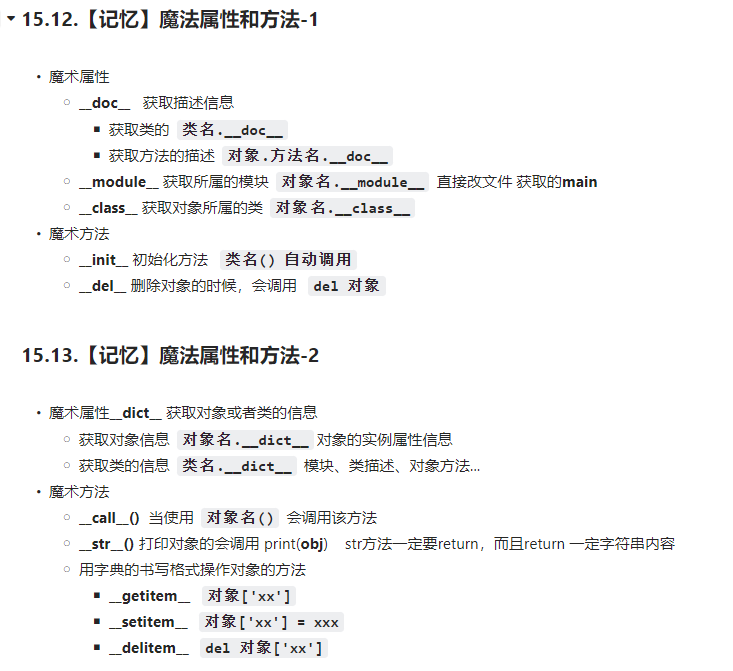 15.12.【记忆】魔法属性和方法-1
魔术属性
__doc__ 获取描述信息
获取类的 类名.__doc__
获取方法的描述 对象.方法名.__doc__
__module__ 获取所属的模块 对象名.__module__ 直接改文件 获取的main
__class__ 获取对象所属的类 对象名.__class__
魔术方法
__init__ 初始化方法 类名() 自动调用
__del__ 删除对象的时候，会调用 del 对象
15.13.【记忆】魔法属性和方法-2
魔术属性__dict__ 获取对象或者类的信息
获取对象信息 对象名.__dict__ 对象的实例属性信息
获取类的信息 类名.__dict__ 模块、类描述、对象方法...
魔术方法
__call__() 当使用 对象名() 会调用该方法
__str__() 打印对象的会调用 print(obj) str方法一定要return，而且return 一定字符串内容
用字典的书写格式操作对象的方法
__getitem__ 对象['xx']
__setitem__ 对象['xx'] = xxx
__delitem__ del 对象['xx']